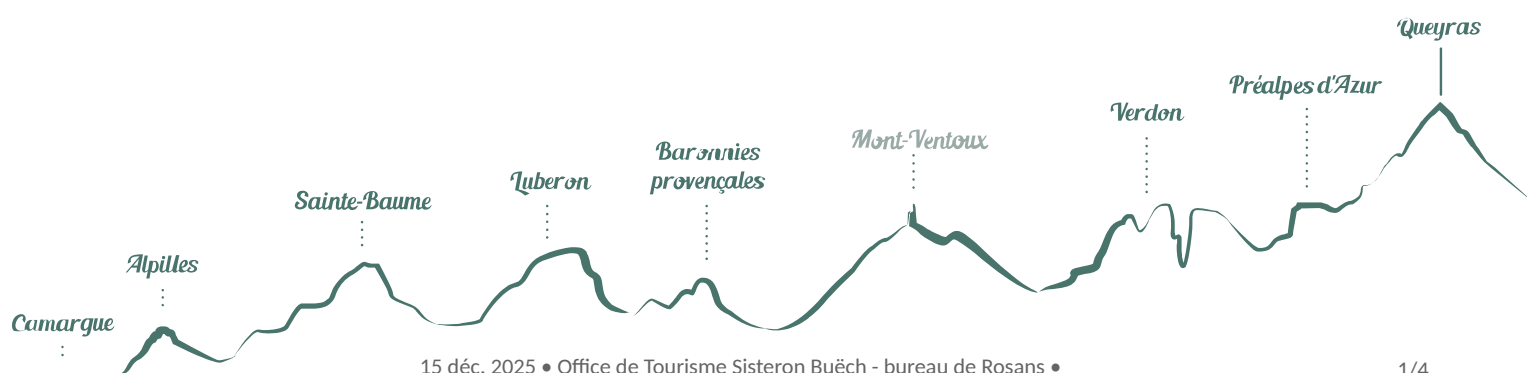 Queyras
Préalpes d'Azur
Verdon
Mont-Ventoux
Baronnies
provençales
Luberon
Sainte-Baume
Alpilles
Camargue
15 déc. 2025 • Office de Tourisme Sisteron Buëch - bureau de Rosans •
1/4